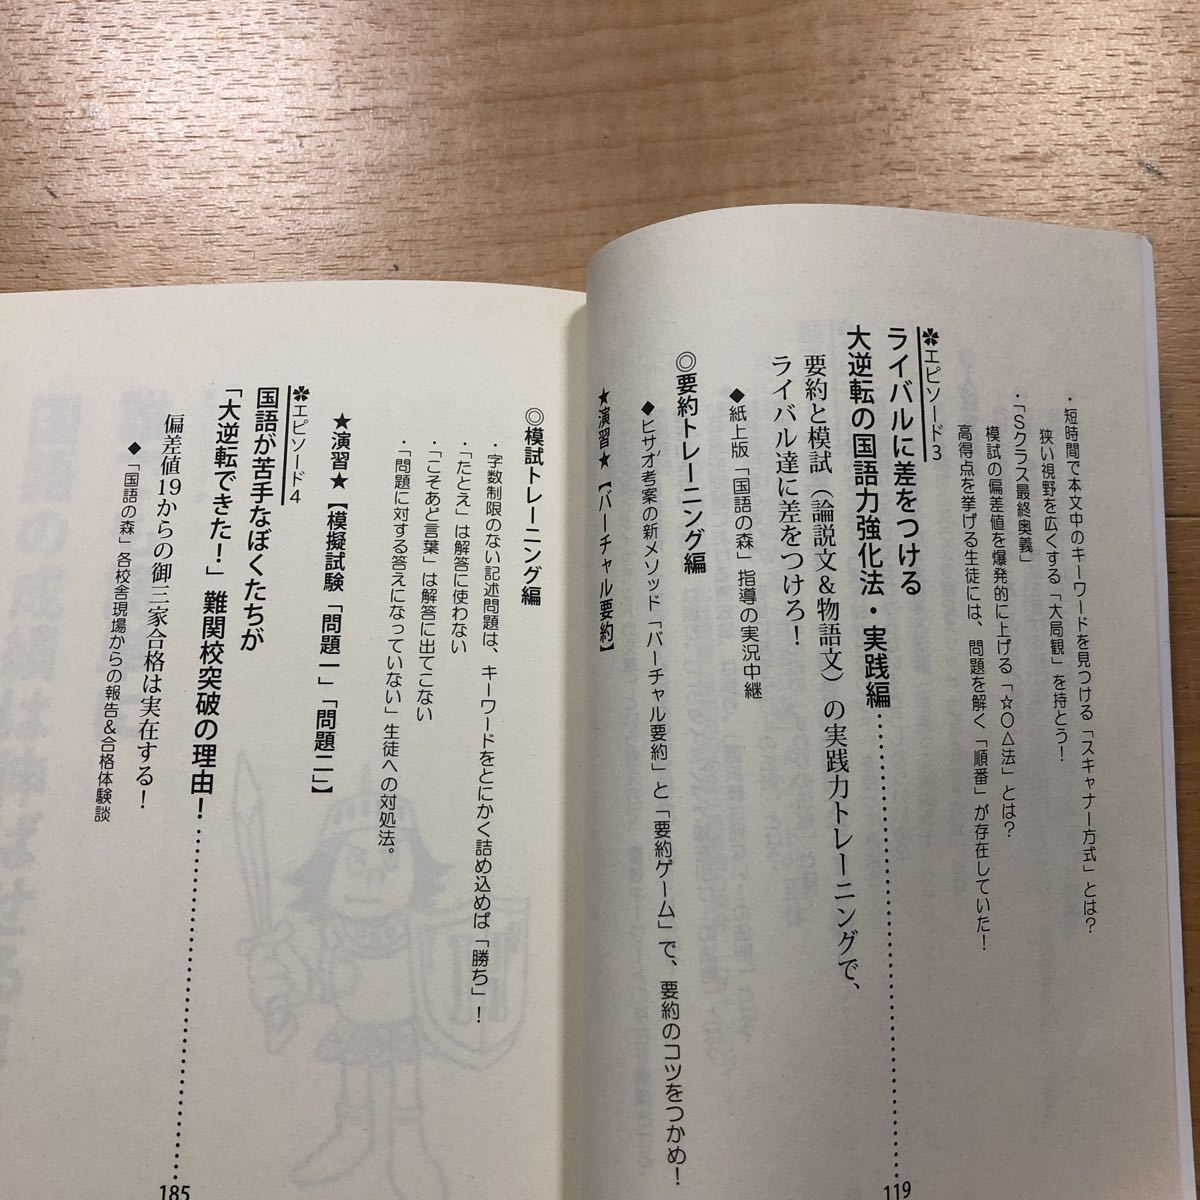 ・短時間で本文中のキーワードを見つける「スキャナー方式」とは？
狭い視野を広くする「大局観」を持とう！
・「Sクラス最終奥義」
模試の偏差値を爆発的に上げる「☆○△法」とは？
高得点を挙げる生徒には、問題を解く「順番」が存在していた！
エピソード3
ライバルに差をつける
大逆転の国語力強化法・実践編……………………119
要約と模試（論説文＆物語文）の実践力トレーニングで、
ライバル達に差をつけろ！
◆紙上版「国語の森」指導の実況中継
◎要約トレーニング編
◆ヒサオ考案の新メソッド「バーチャル要約」と「要約ゲーム」で、要約のコツをつかめ！
★演習★【バーチャル要約】
◎模試トレーニング編
・字数制限のない記述問題は、キーワードをとにかく詰め込めば「勝ち」！
・「たとえ」は解答に使わない
・「こそあど言葉」は解答に出てこない
・「問題に対する答えになっていない」生徒への対処法。
★演習★【模擬試験「問題一」「問題二」】
エピソード4
国語が苦手なぼくたちが
「大逆転できた！」難関校突破の理由！……………………185
偏差値19からの御三家合格は実在する！
◆「国語の森」各校舎現場からの報告＆合格体験談